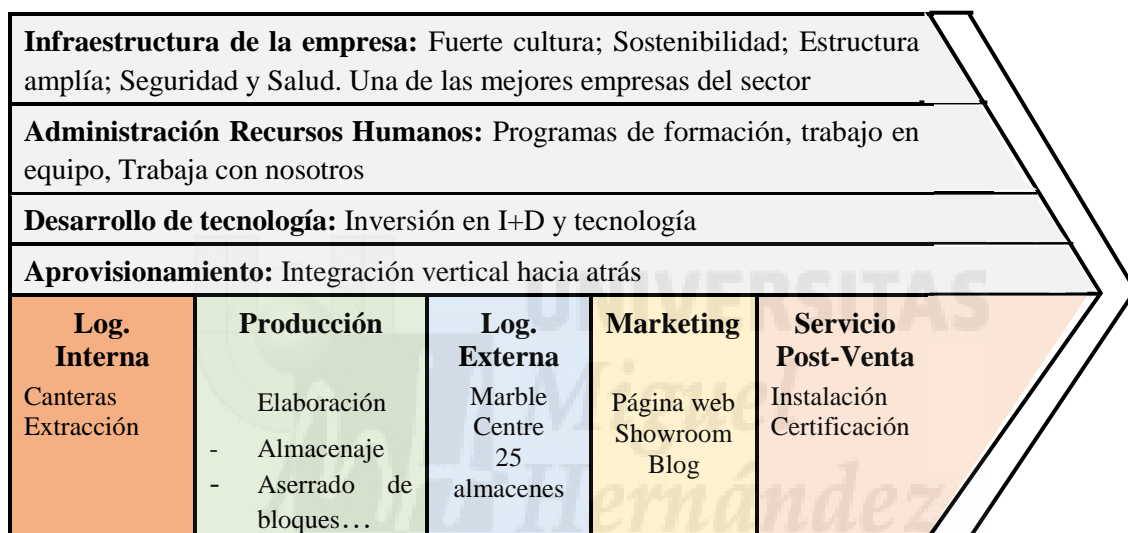 Infraestructura de la empresa: Fuerte cultura; Sostenibilidad; Estructura
amplía; Seguridad y Salud. Una de las mejores empresas del sector
Administración Recursos Humanos: Programas de formación, trabajo en
equipo, Trabaja con nosotros
Desarrollo de tecnología: Inversión en I+D y tecnología
Aprovisionamiento: Integración vertical hacia atrás
Log.
Interna
Canteras
Extracción
Producción
Elaboración
- Almacenaje
- Aserrado de
bloques…
Log.
Externa
Marble
Centre
25
almacenes
Marketing
Página web
Showroom
Blog
Servicio
Post-Venta
Instalación
Certificación
UNIVERSITAS
Miguel
Hernández